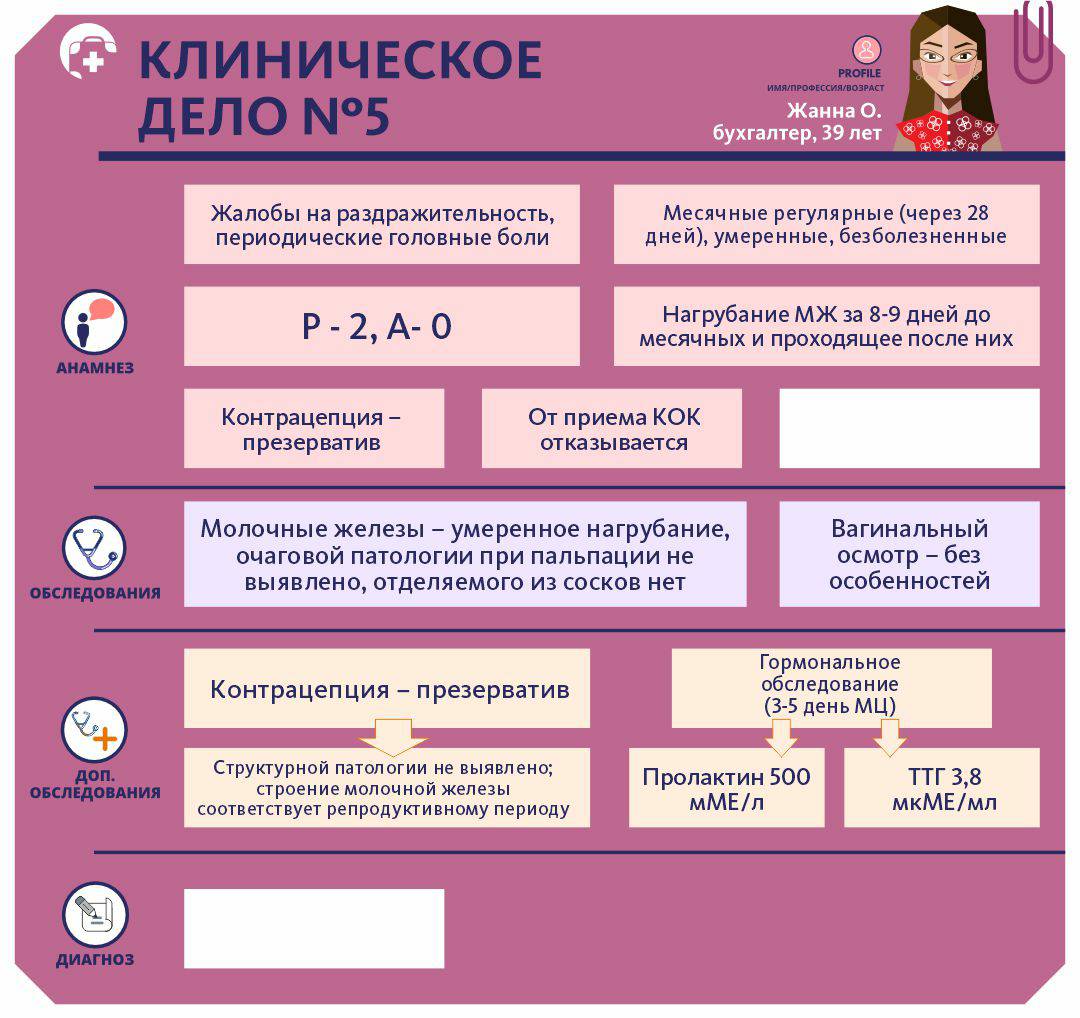 КЛИНИЧЕСКОЕ
ДЕЛО №5
PROFILE
ИМЯ/ПРОФЕССИЯ/ВОЗРАСТ
Жанна О.
бухгалтер, 39 лет
Жалобы на раздражительность,
периодические головные боли
Месячные регулярные (через 28
дней), умеренные, безболезненные
АНАМНЕЗ
Р - 2, А- 0
Нагрубание МЖ за 8-9 дней до
месячных и проходящее после них
Контрацепция –
презерватив
От приема КОК
отказывается
ОБСЛЕДОВАНИЯ
Молочные железы – умеренное нагрубание,
очаговой патологии при пальпации не
выявлено, отделяемого из сосков нет
Вагинальный
осмотр – без
особенностей
ДОП.
ОБСЛЕДОВАНИЯ
Контрацепция – презерватив
Гормональное
обследование
(3-5 день МЦ)
Структурной патологии не выявлено;
строение молочной железы
соответствует репродуктивному периоду
Пролактин 500
мМЕ/л
ТТГ 3,8
мкМЕ/мл
ДИАГНОЗ